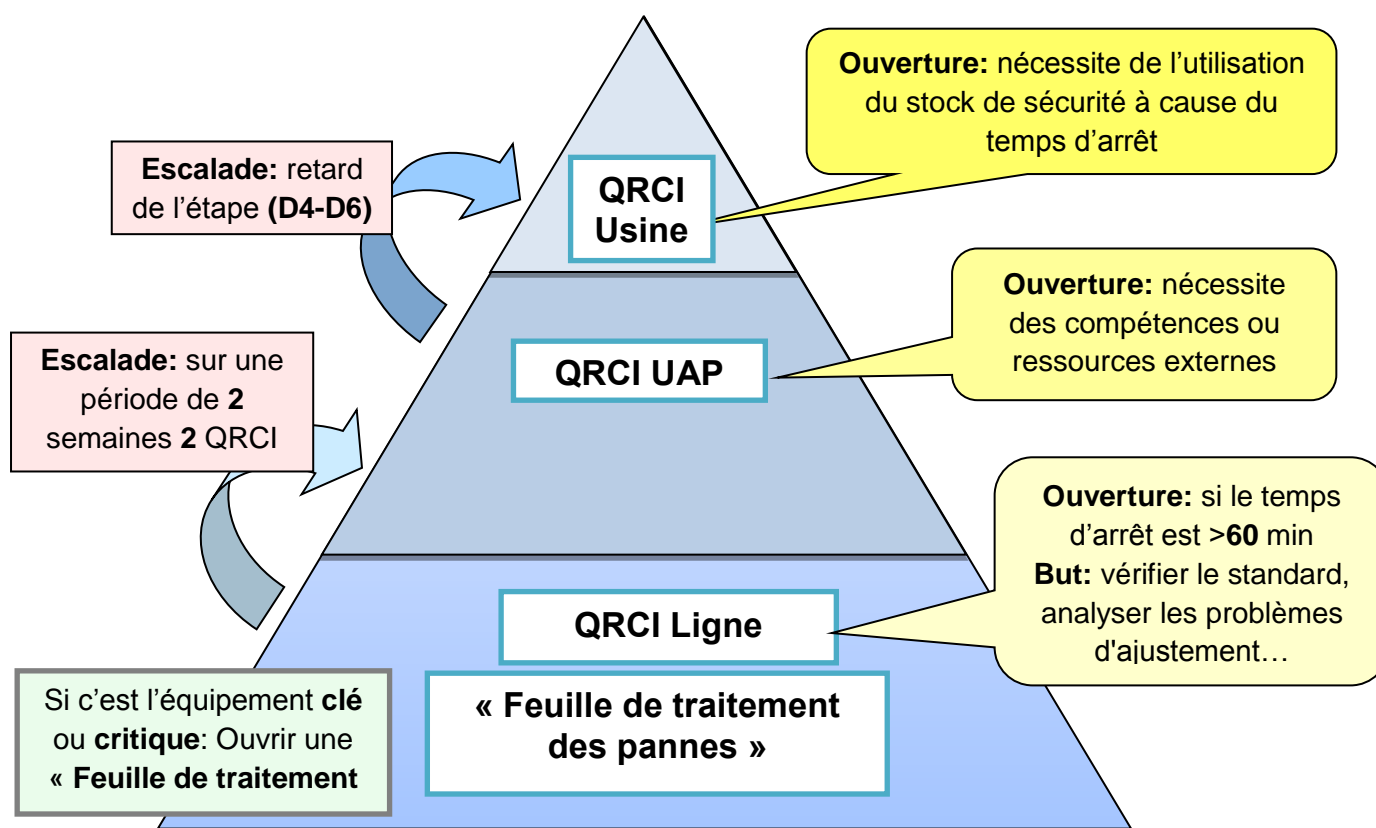 Ouverture: nécessite de l’utilisation
du stock de sécurité à cause du
temps d’arrêt
Escalade: retard
de l’étape (D4-D6)
QRCI
Usine
Ouverture: nécessite
des compétences ou
ressources externes
Escalade: sur une
période de 2
semaines 2 QRCI
QRCI UAP
Ouverture: si le temps
d’arrêt est >60 min
But: vérifier le standard,
analyser les problèmes
d'ajustement…
QRCI Ligne
« Feuille de traitement
des pannes »
Si c’est l’équipement clé
ou critique: Ouvrir une
« Feuille de traitement